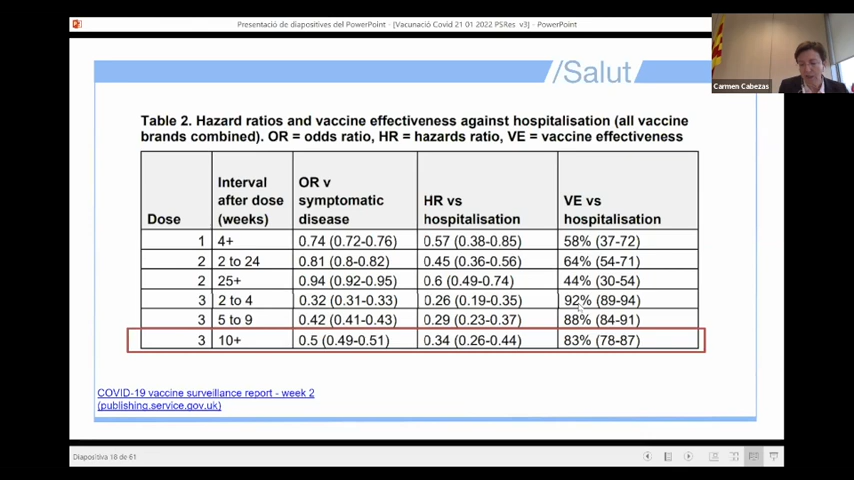 Presentació de diapositives del PowerPoint - [Vacunació Covid 21 01 2022 PSRes v3] - PowerPoint
/Salut
Carmen Cabezas
Table 2. Hazard ratios and vaccine effectiveness against hospitalisation (all vaccine
brands combined). OR = odds ratio, HR = hazards ratio, VE = vaccine effectiveness
Dose Interval after dose (weeks) OR v symptomatic disease HR vs hospitalisation VE vs hospitalisation
1 4+ 0.74 (0.72-0.76) 0.57 (0.38-0.85) 58% (37-72)
2 2 to 24 0.81 (0.8-0.82) 0.45 (0.36-0.56) 64% (54-71)
2 25+ 0.94 (0.92-0.95) 0.6 (0.49-0.74) 44% (30-54)
3 2 to 4 0.32 (0.31-0.33) 0.26 (0.19-0.35) 92% (89-94)
3 5 to 9 0.42 (0.41-0.43) 0.29 (0.23-0.37) 88% (84-91)
3 10+ 0.5 (0.49-0.51) 0.34 (0.26-0.44) 83% (78-87)
COVID-19 vaccine surveillance report - week 2
(publishing.service.gov.uk)
Diapositiva 18 de 61